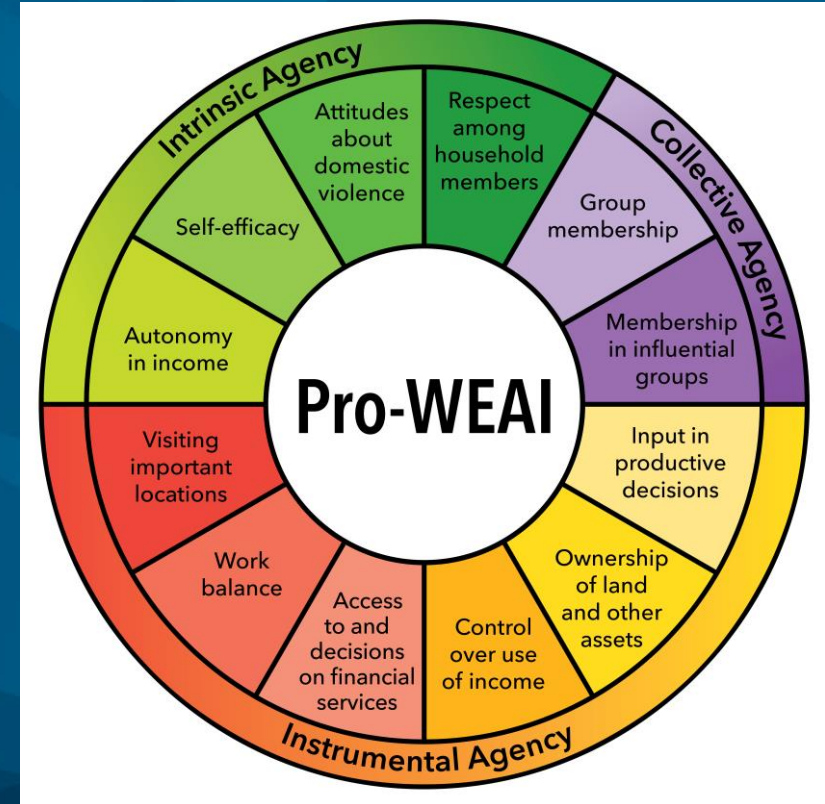 Intrinsic Agency
Attitudes
about
domestic
violence
Respect
among
household
members
Collective Agency
Group
membership
Self-efficacy
Membership
in influential
groups
Autonomy
in income
Pro-WEAI
Input in
productive
decisions
Visiting
important
locations
Ownership
of land
and other
assets
Work
balance
Access
to and
decisions
on financial
services
Control
over use
of income
Instrumental Agency